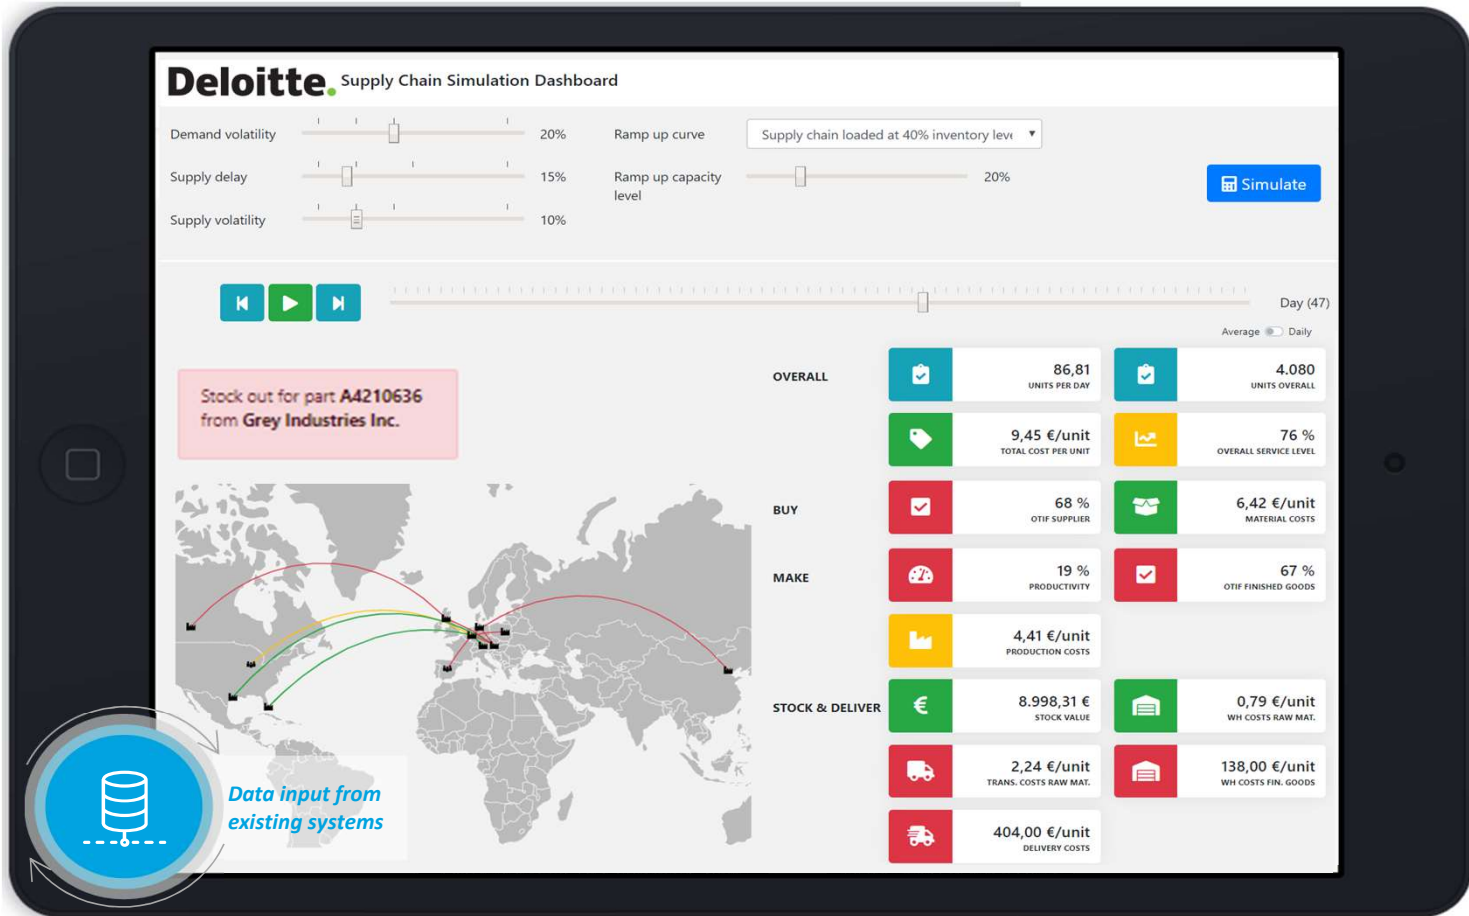 Deloitte. Supply Chain Simulation Dashboard
Demand volatility 20% Ramp up curve Supply chain loaded at 40% inventory leve
Supply delay 15% Ramp up capacity level 20% Simulate
Supply volatility 10%
Day (47)
Average Daily
Stock out for part A4210636
from Grey Industries Inc.
OVERALL
86,81
UNITS PER DAY
4.080
UNITS OVERALL
9,45 €/unit
TOTAL COST PER UNIT
76 %
OVERALL SERVICE LEVEL
BUY
68 %
OTIF SUPPLIER
6,42 €/unit
MATERIAL COSTS
MAKE
19 %
PRODUCTIVITY
67 %
OTIF FINISHED GOODS
4,41 €/unit
PRODUCTION COSTS
STOCK & DELIVER
€
8.998,31 €
STOCK VALUE
0,79 €/unit
WH COSTS RAW MAT.
2,24 €/unit
TRANS. COSTS RAW MAT.
138,00 €/unit
WH COSTS FIN. GOODS
404,00 €/unit
DELIVERY COSTS
Data input from
existing systems